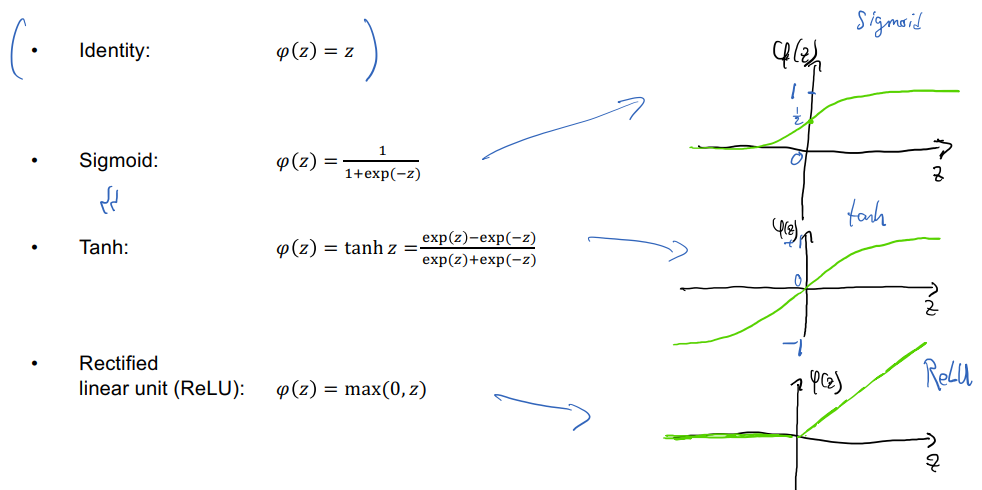 • Identity: φ(z) = z
• Sigmoid: φ(z) = 1/(1+exp(−z))
• Tanh: φ(z) = tanh z = (exp(z)−exp(−z))/(exp(z)+exp(−z))
• Rectified
linear unit (ReLU): φ(z) = max(0, z)
Sigmoid
φ(z)
1
1/2
0
z
tanh
φ(z)
+1
0
z
−1
φ(z)
ReLU
z